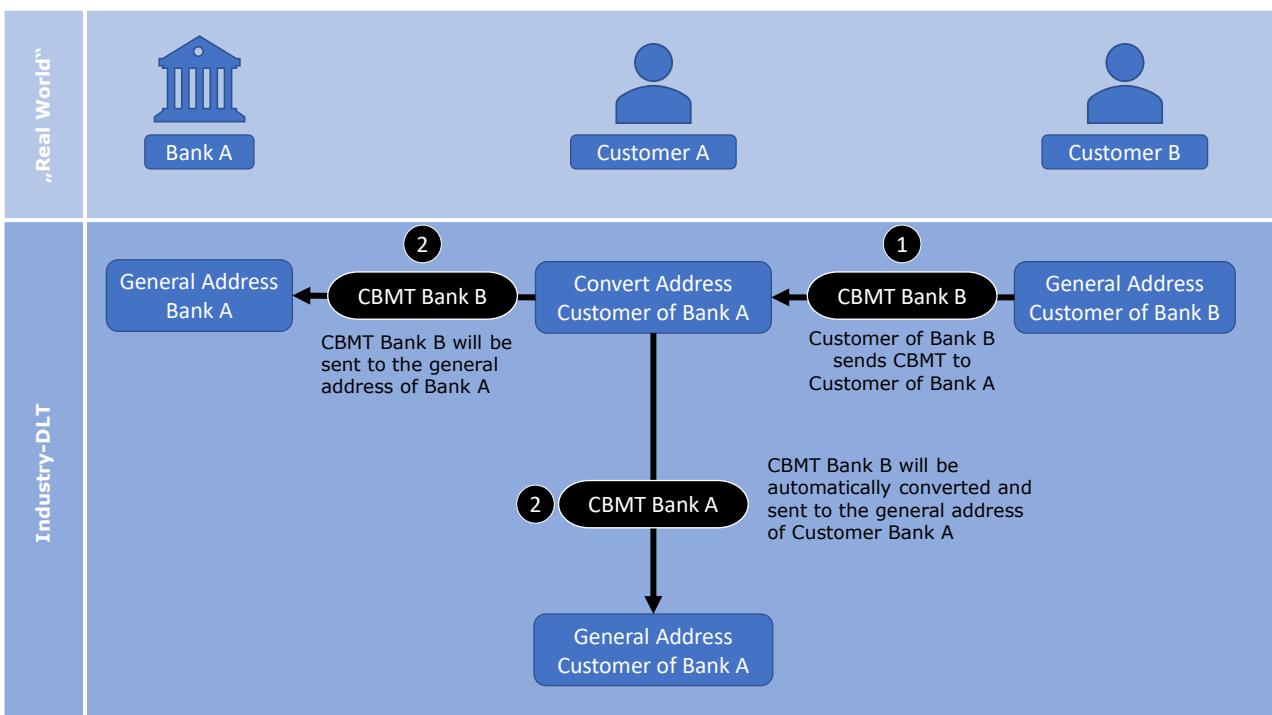 „Real World“
Bank A
Customer A
Customer B
Industry-DLT
2
1
General Address
Bank A
CBMT Bank B
Convert Address
Customer of Bank A
CBMT Bank B
General Address
Customer of Bank B
CBMT Bank B will be
sent to the general
address of Bank A
Customer of Bank B
sends CBMT to
Customer of Bank A
2
CBMT Bank A
CBMT Bank B will be
automatically converted and
sent to the general address
of Customer Bank A
General Address
Customer of Bank A